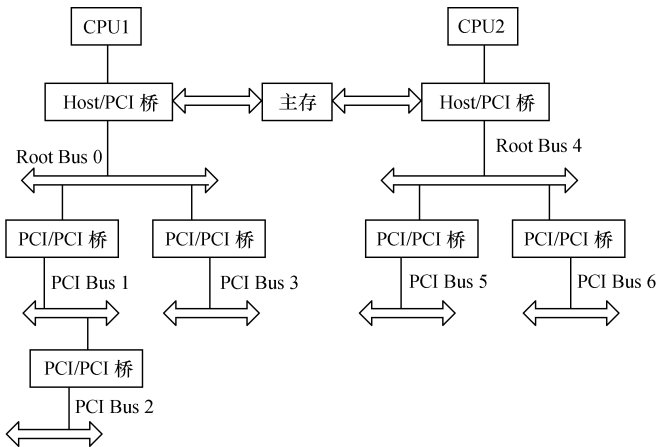 CPU1
CPU2
Host/PCI 桥
主存
Host/PCI 桥
Root Bus 0
Root Bus 4
PCI/PCI 桥
PCI/PCI 桥
PCI/PCI 桥
PCI/PCI 桥
PCI Bus 1
PCI Bus 3
PCI Bus 5
PCI Bus 6
PCI/PCI 桥
PCI Bus 2